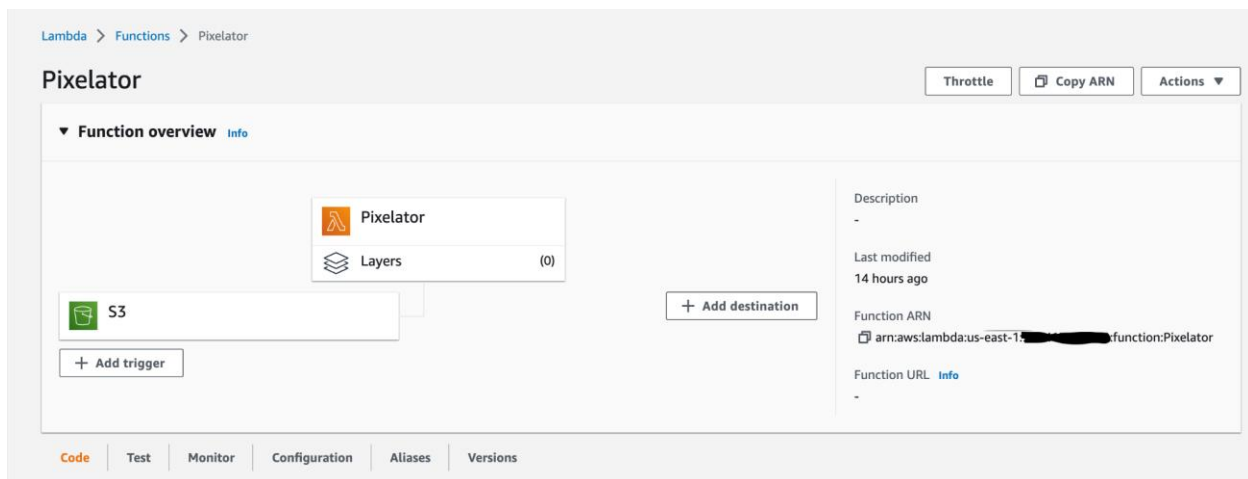 Lambda > Functions > Pixelator
Pixelator
Throttle
Copy ARN
Actions ▼
▼ Function overview Info
Pixelator
Layers (0)
S3
+ Add trigger
+ Add destination
Description
-
Last modified
14 hours ago
Function ARN
arn:aws:lambda:us-east-1: :function:Pixelator
Function URL Info
-
Code Test Monitor Configuration Aliases Versions